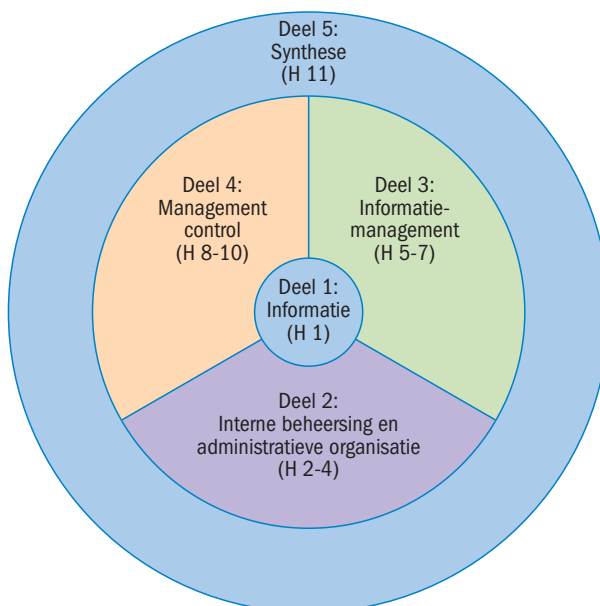 Deel 5:
Synthese
(H 11)
Deel 4:
Management
control
(H 8-10)
Deel 3:
Informatie-
management
(H 5-7)
Deel 1:
Informatie
(H 1)
Deel 2:
Interne beheersing en
administratieve organisatie
(H 2-4)